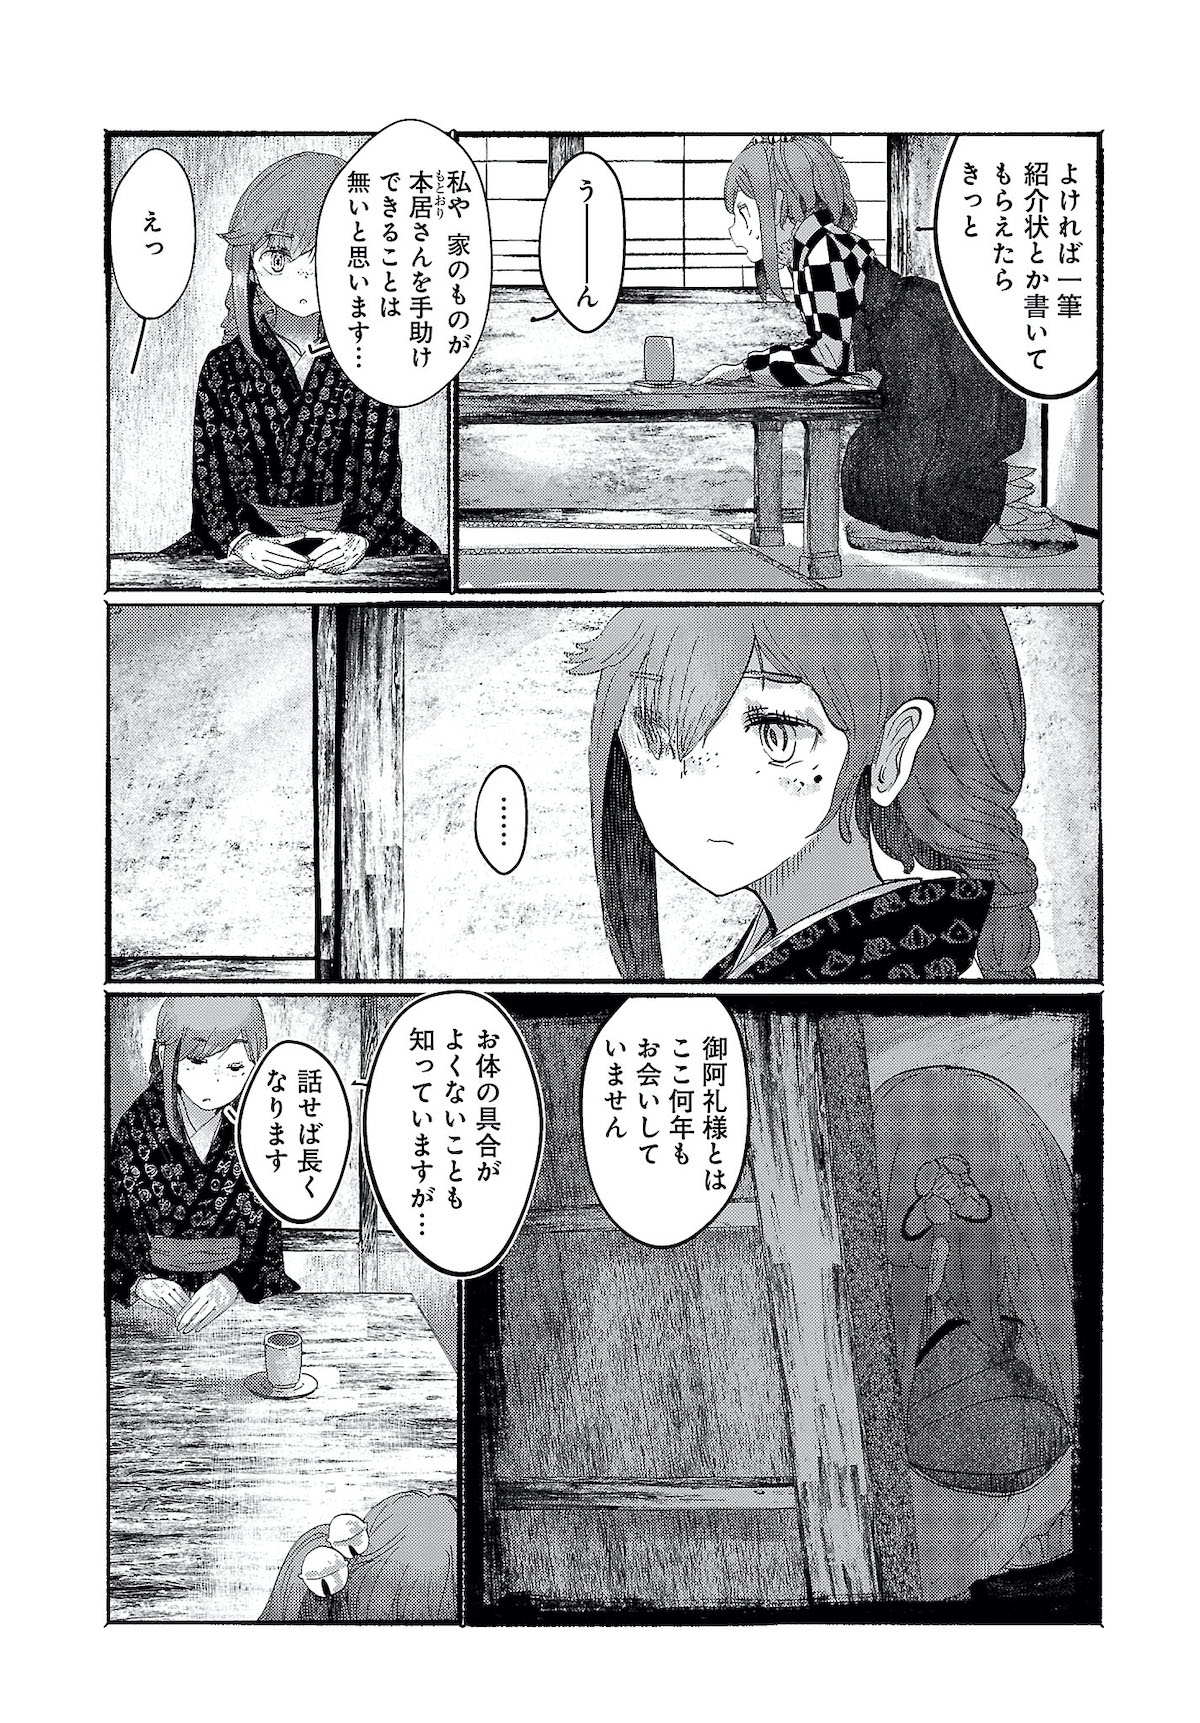 よければ一筆
紹介状とか書いて
もらえたら
きっと
うーーん
私や 家のものが
本居さんを手助け
もとおり
できることは
無いと思います…
えっ
……
御阿礼様とは
ここ何年も
お会いして
いません
お体の具合が
よくないことも
知っていますが…
話せば長く
なります